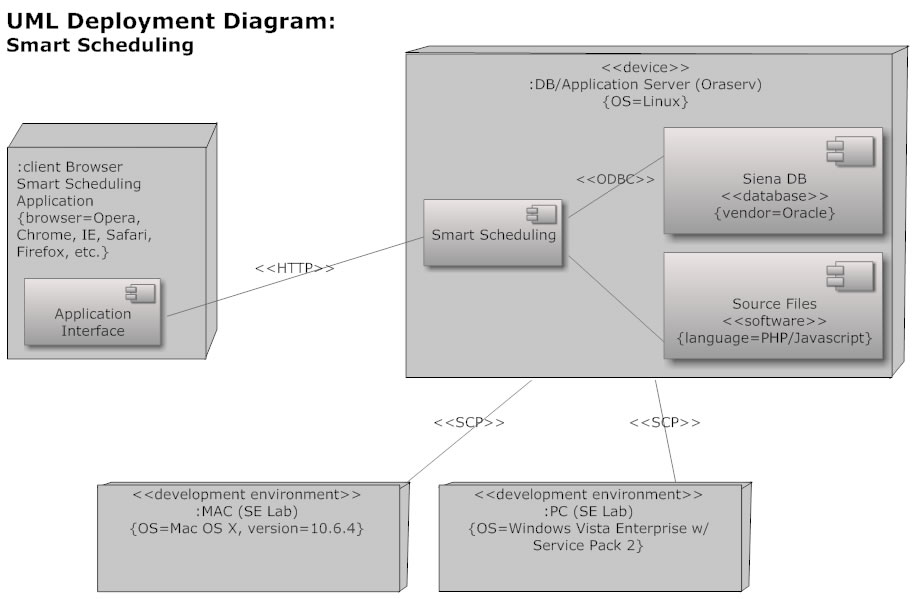 UML Deployment Diagram:
Smart Scheduling
<<device>>
:DB/Application Server (Oraserv)
{OS=Linux}
:client Browser
Smart Scheduling
Application
{browser=Opera,
Chrome, IE, Safari,
Firefox, etc.}
Application
Interface
<<HTTP>>
Smart Scheduling
<<ODBC>>
Siena DB
<<database>>
{vendor=Oracle}
Source Files
<<software>>
{language=PHP/Javascript}
<<SCP>>
<<SCP>>
<<development environment>>
:MAC (SE Lab)
{OS=Mac OS X, version=10.6.4}
<<development environment>>
:PC (SE Lab)
{OS=Windows Vista Enterprise w/
Service Pack 2}